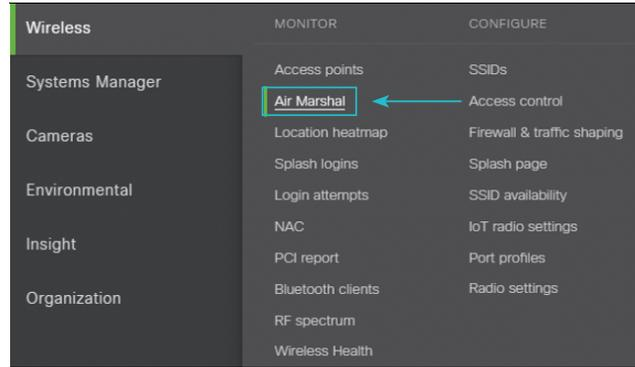 Wireless
Systems Manager
Cameras
Environmental
Insight
Organization
MONITOR
Access points
Air Marshal
Location heatmap
Splash logins
Login attempts
NAC
PCI report
Bluetooth clients
RF spectrum
Wireless Health
CONFIGURE
SSIDs
Access control
Firewall & traffic shaping
Splash page
SSID availability
IoT radio settings
Port profiles
Radio settings